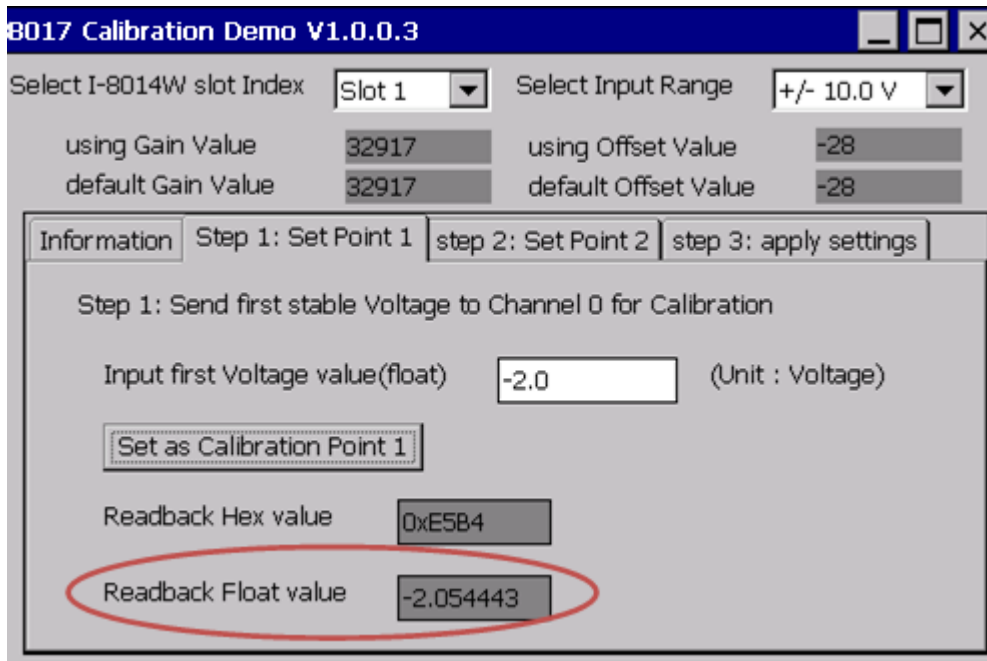 8017 Calibration Demo V1.0.0.3
Select I-8014W slot Index Slot 1 Select Input Range +/- 10.0 V
using Gain Value 32917 using Offset Value -28
default Gain Value 32917 default Offset Value -28
Information Step 1: Set Point 1 step 2: Set Point 2 step 3: apply settings
Step 1: Send first stable Voltage to Channel 0 for Calibration
Input first Voltage value(float) -2.0 (Unit : Voltage)
Set as Calibration Point 1
Readback Hex value 0xE5B4
Readback Float value -2.054443